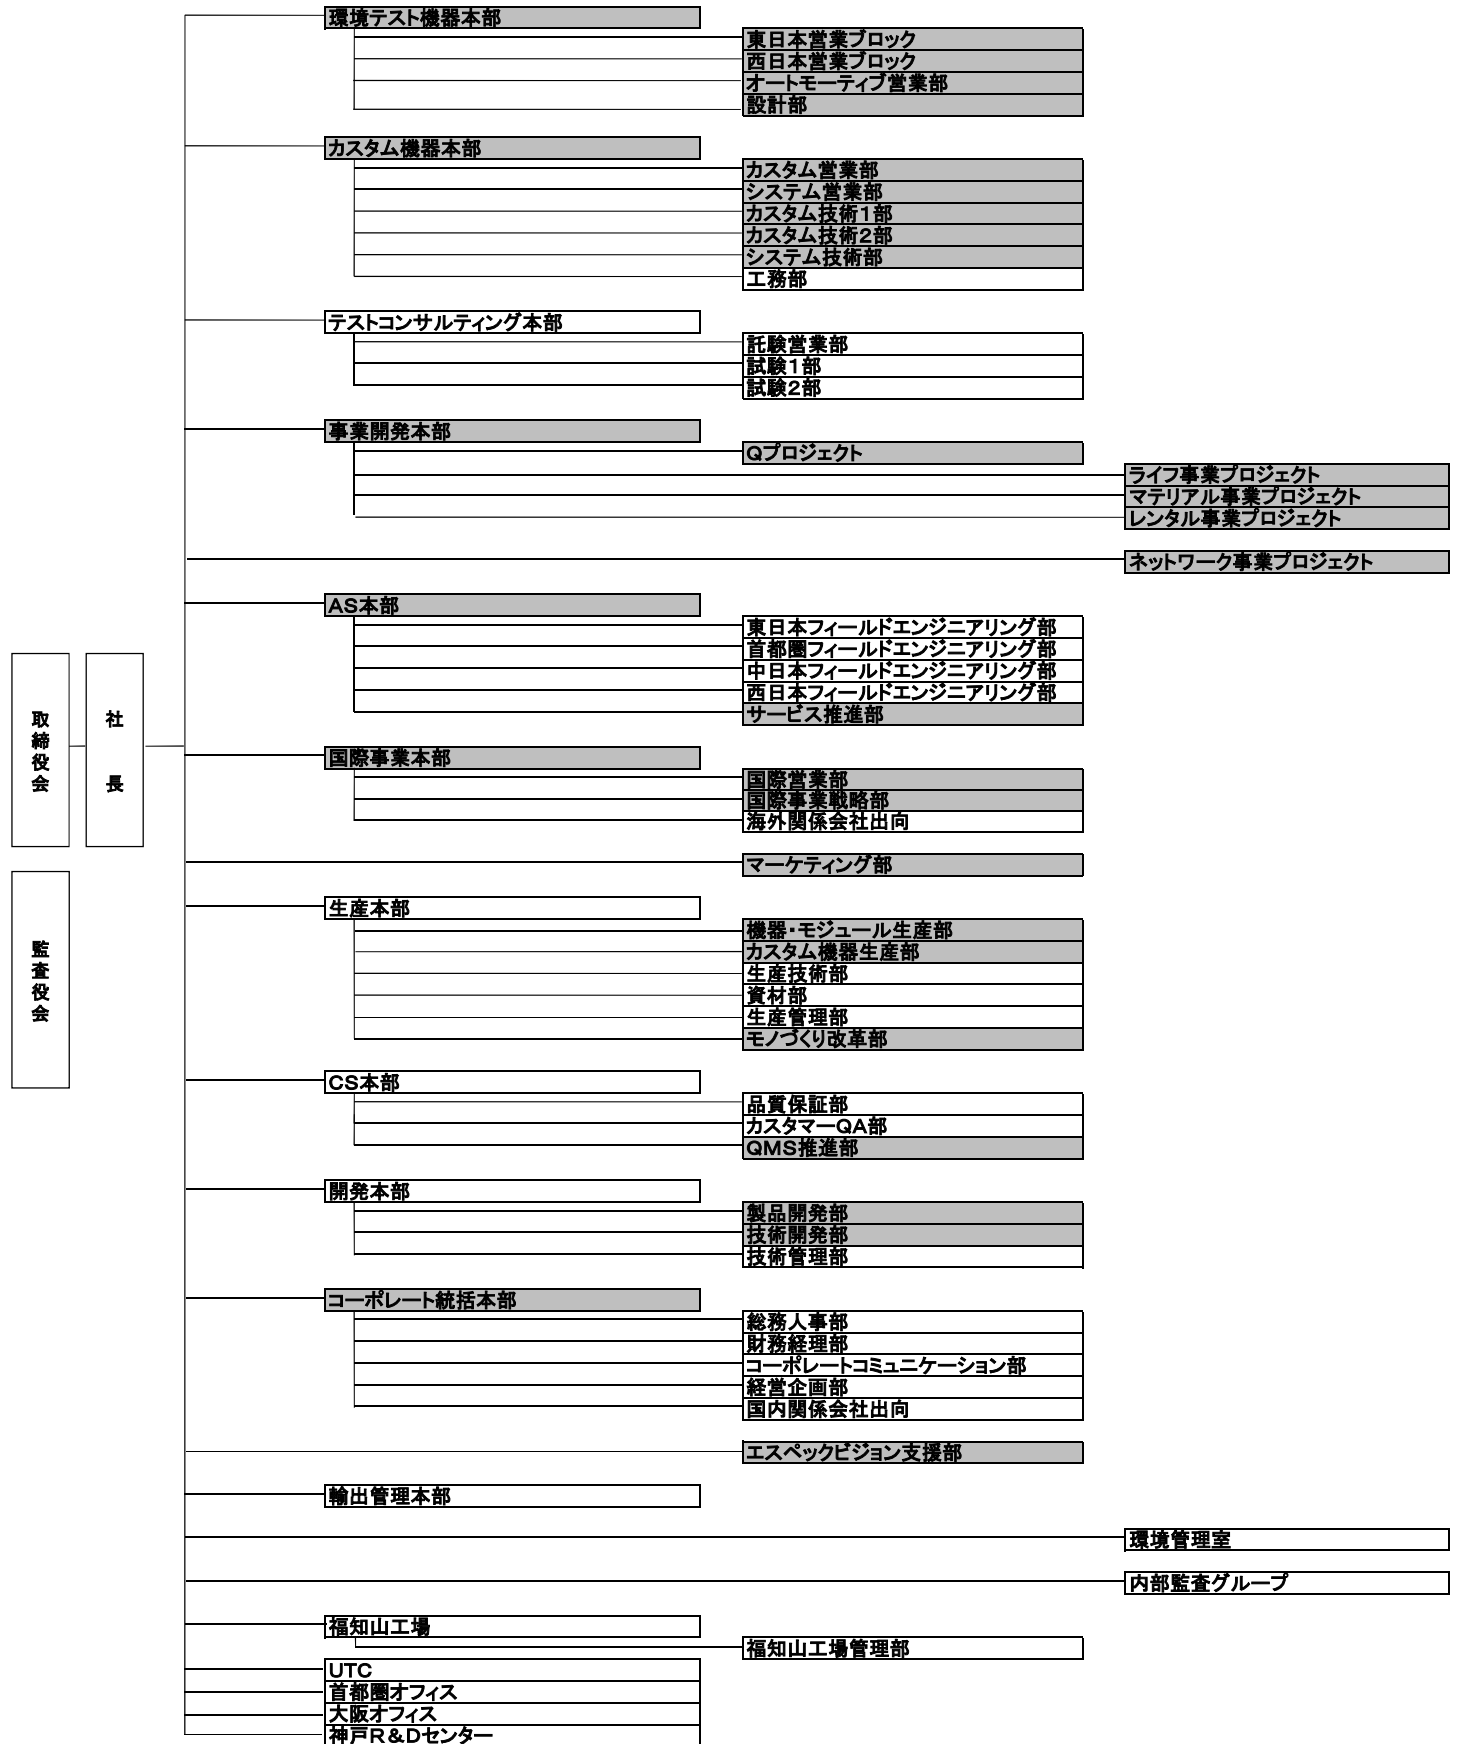 環境テスト機器本部
東日本営業ブロック
西日本営業ブロック
オートモーティブ営業部
設計部
カスタム機器本部
カスタム営業部
システム営業部
カスタム技術1部
カスタム技術2部
システム技術部
工務部
テストコンサルティング本部
託験営業部
試験1部
試験2部
事業開発本部
Qプロジェクト
ライフ事業プロジェクト
マテリアル事業プロジェクト
レンタル事業プロジェクト
ネットワーク事業プロジェクト
AS本部
東日本フィールドエンジニアリング部
首都圏フィールドエンジニアリング部
中日本フィールドエンジニアリング部
西日本フィールドエンジニアリング部
サービス推進部
取締役会
社長
国際事業本部
国際営業部
国際事業戦略部
海外関係会社出向
マーケティング部
監査役会
生産本部
機器・モジュール生産部
カスタム機器生産部
生産技術部
資材部
生産管理部
モノづくり改革部
CS本部
品質保証部
カスタマーQA部
QMS推進部
開発本部
製品開発部
技術開発部
技術管理部
コーポレート統括本部
総務人事部
財務経理部
コーポレートコミュニケーション部
経営企画部
国内関係会社出向
エスペックビジョン支援部
輸出管理本部
環境管理室
内部監査グループ
福知山工場
福知山工場管理部
UTC
首都圏オフィス
大阪オフィス
神戸R&Dセンター